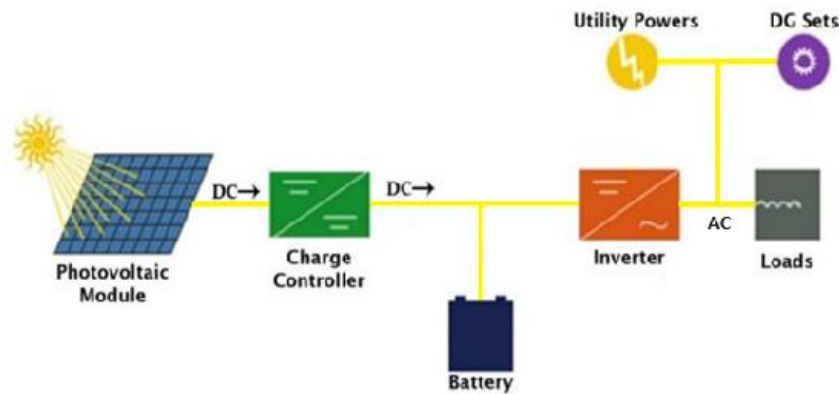 Utility Powers
DG Sets
DC→
DC→
AC
Photovoltaic
Module
Charge
Controller
Inverter
Loads
Battery